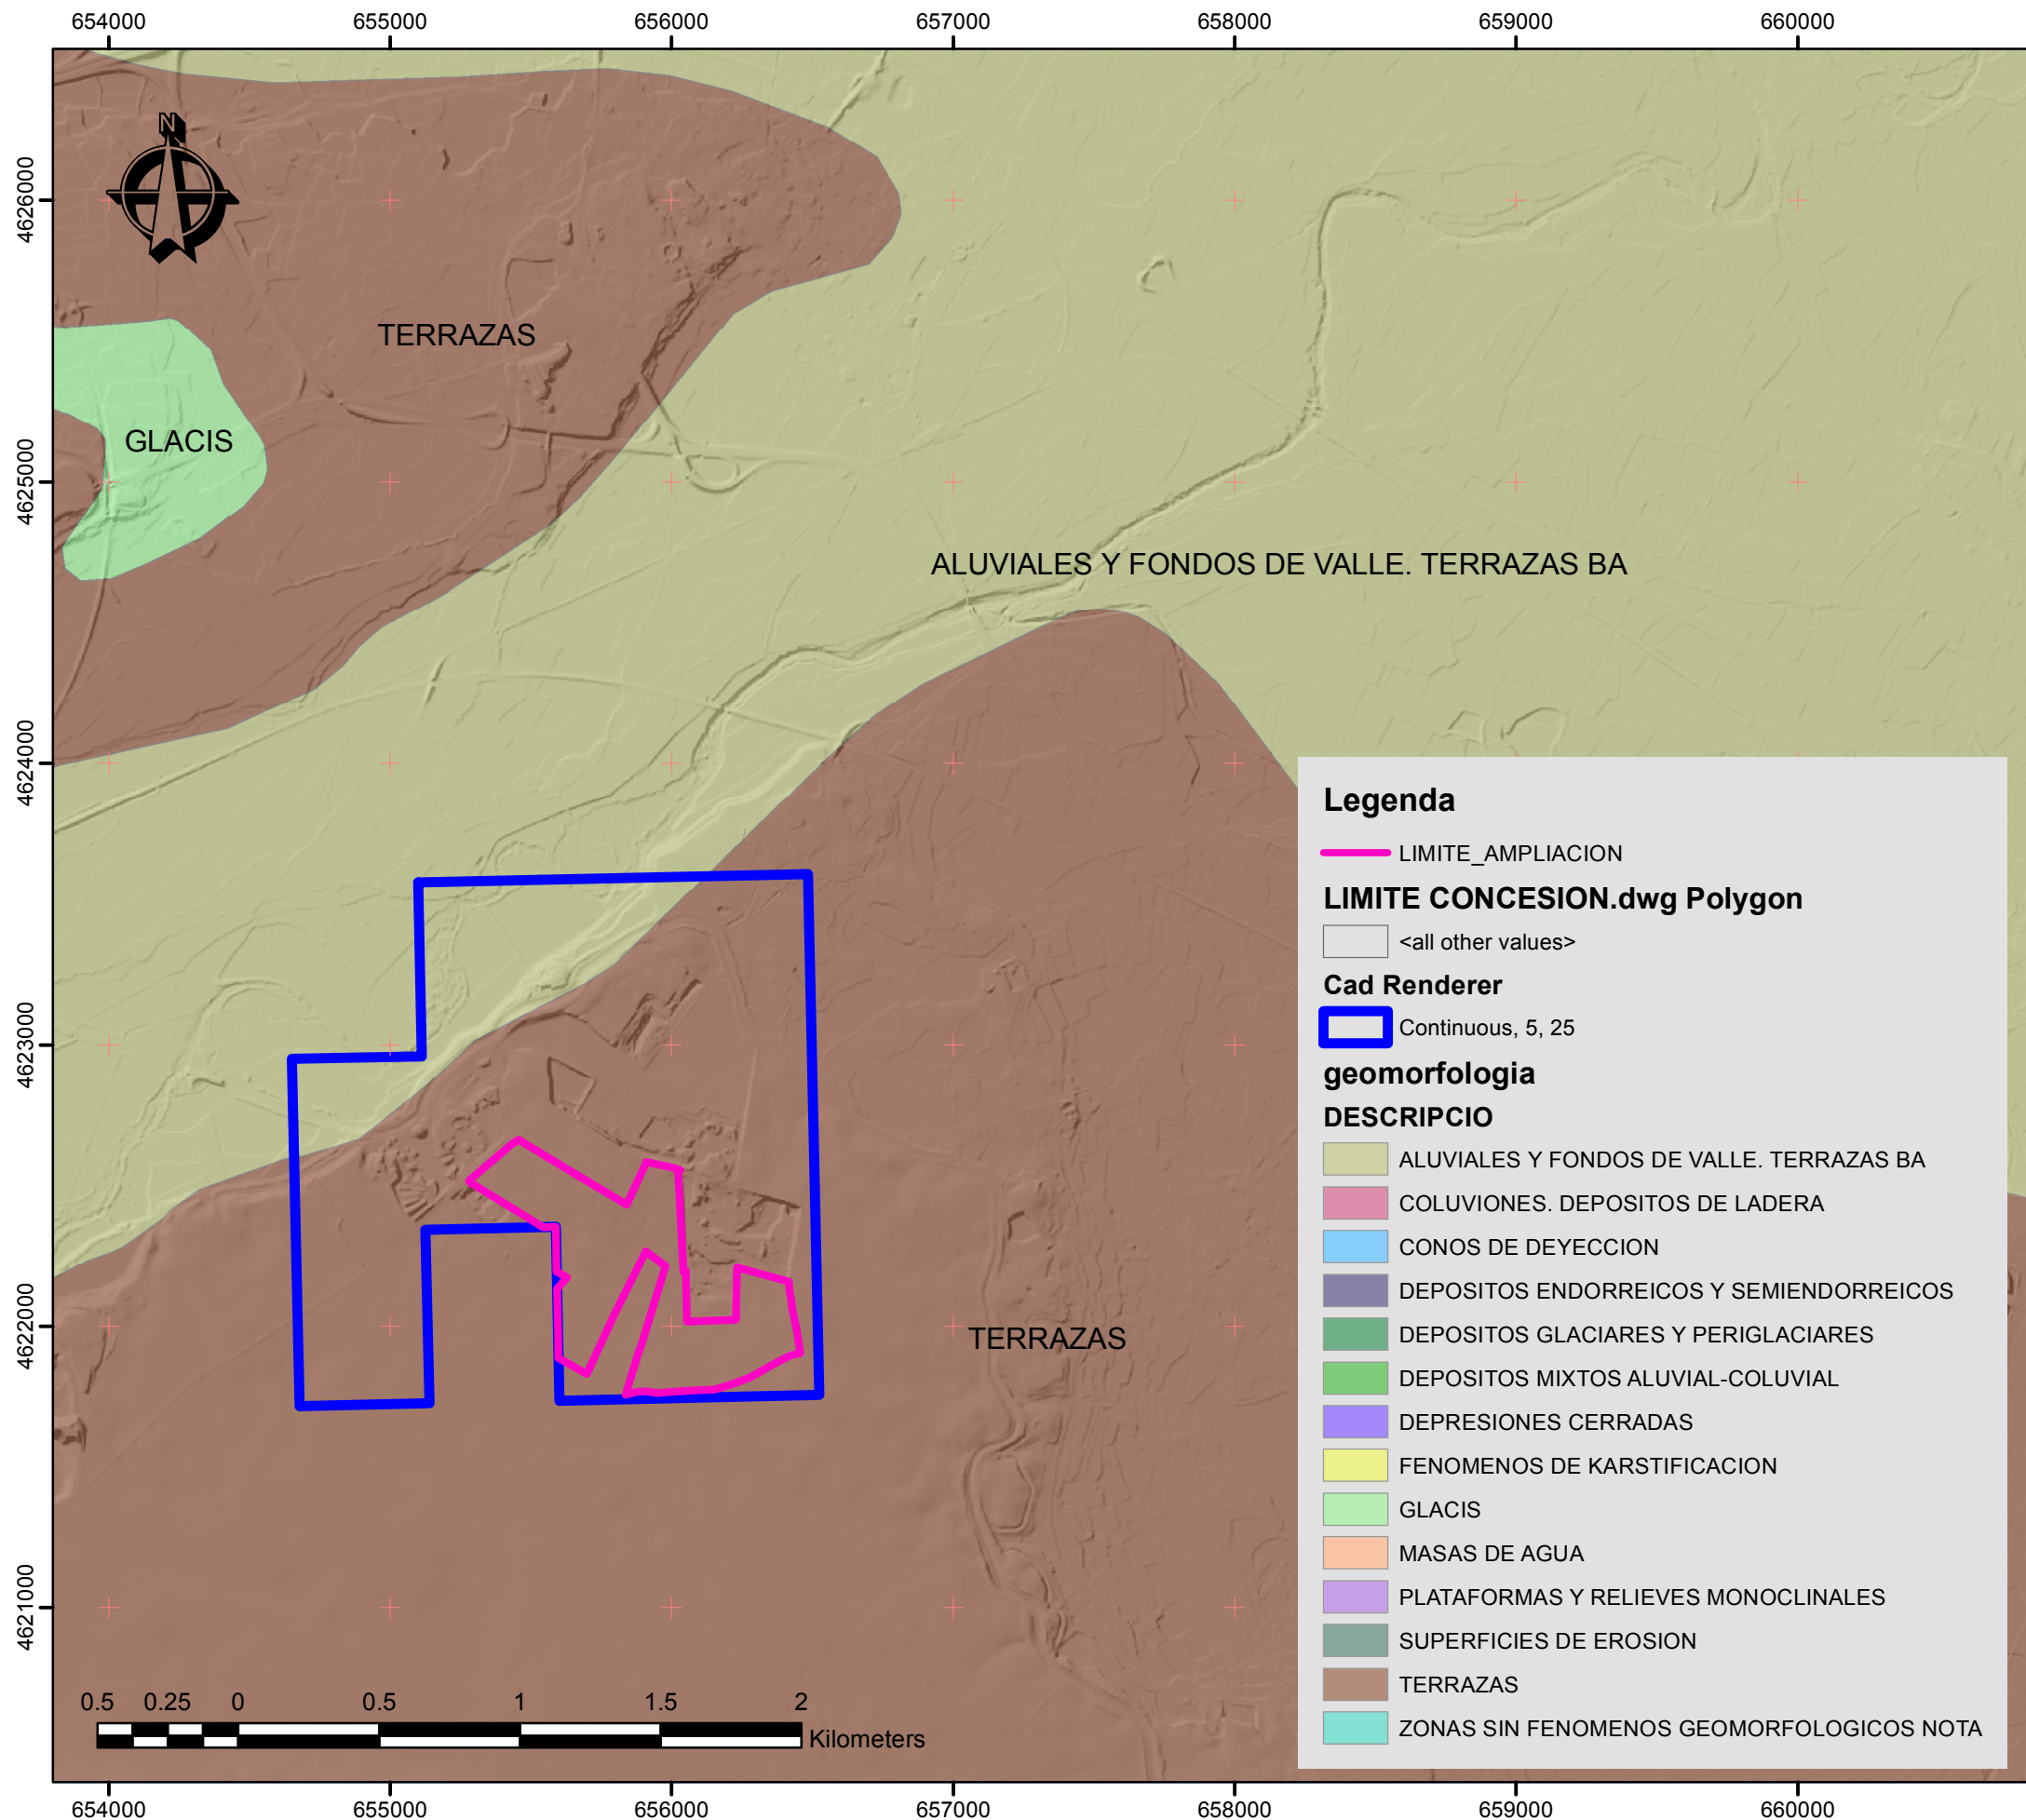 654000 655000 656000 657000 658000 659000 660000
N
4626000
4625000
4624000
4623000
4622000
4621000
TERRAZAS
GLACIS
ALUVIALES Y FONDOS DE VALLE. TERRAZAS BA
TERRAZAS
Legenda
LIMITE_AMPLIACION
LIMITE CONCESION.dwg Polygon
<all other values>
Cad Renderer
Continuous, 5, 25
geomorfologia
DESCRIPCIO
ALUVIALES Y FONDOS DE VALLE. TERRAZAS BA
COLUVIONES. DEPOSITOS DE LADERA
CONOS DE DEYECCION
DEPOSITOS ENDORREICOS Y SEMIENDORREICOS
DEPOSITOS GLACIARES Y PERIGLACIARES
DEPOSITOS MIXTOS ALUVIAL-COLUVIAL
DEPRESIONES CERRADAS
FENOMENOS DE KARSTIFICACION
GLACIS
MASAS DE AGUA
PLATAFORMAS Y RELIEVES MONOCLINALES
SUPERFICIES DE EROSION
TERRAZAS
ZONAS SIN FENOMENOS GEOMORFOLOGICOS NOTA
0.5 0.25 0 0.5 1 1.5 2
Kilometers
654000 655000 656000 657000 658000 659000 660000